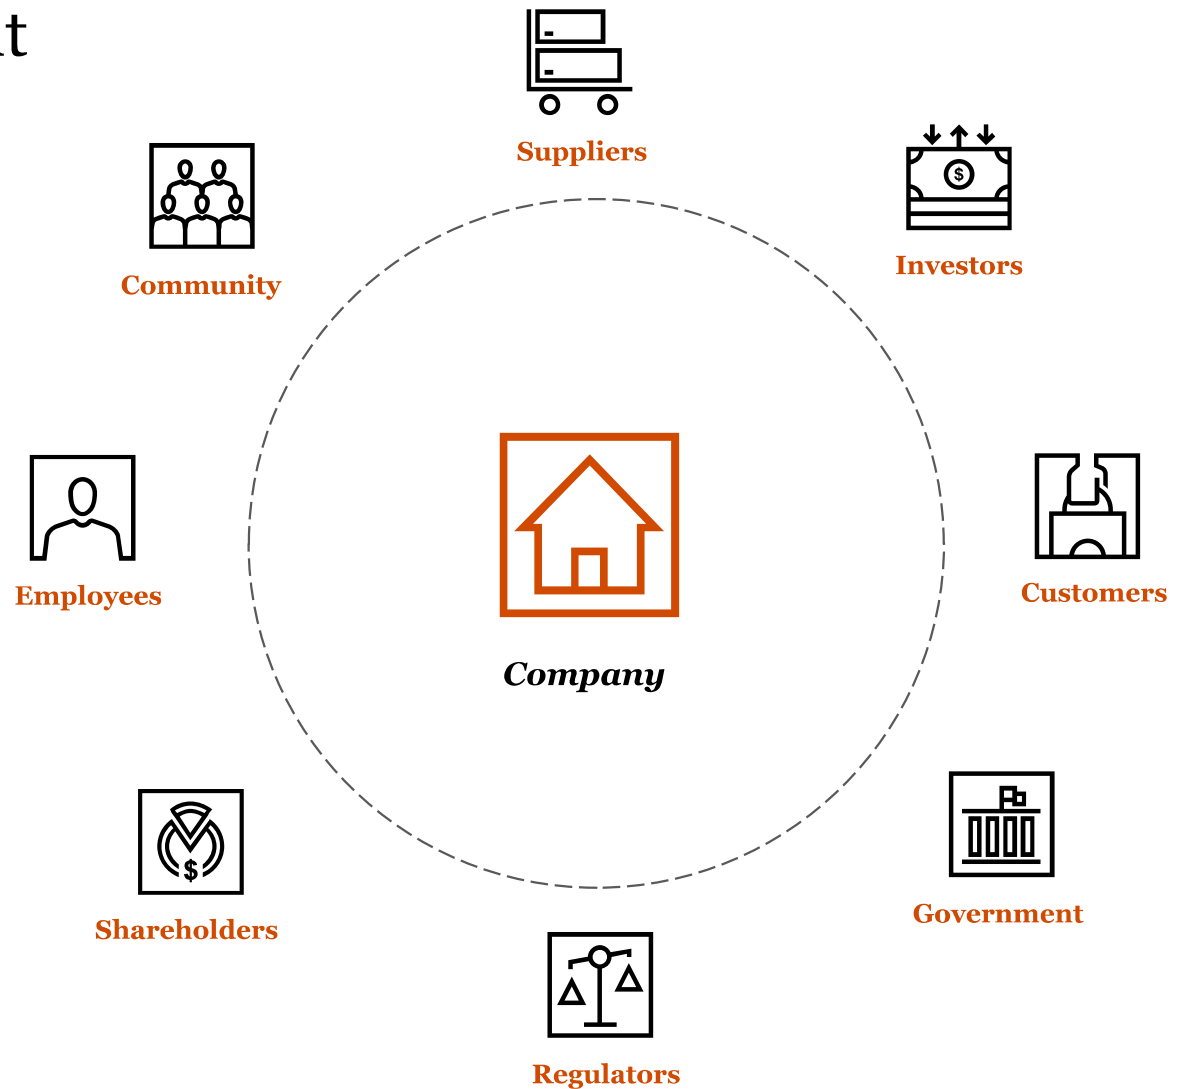 Suppliers
Investors
Community
Customers
Employees
Company
Government
Shareholders
Regulators
$
$